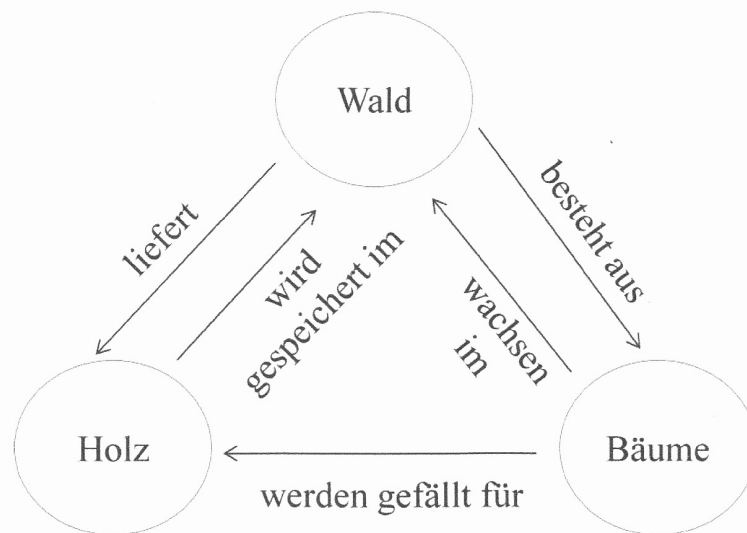 Wald
liefert
wird
gespeichert im
besteht aus
wachsen
im
Holz
Bäume
werden gefällt für